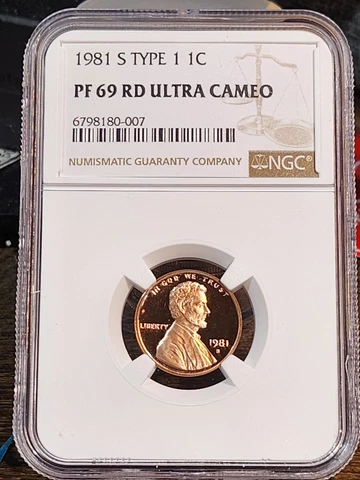 1981 S TYPE 1 1C
PF 69 RD ULTRA CAMEO
6798180-007
NUMISMATIC GUARANTY COMPANY
NGC®
IN GOD WE TRUST
LIBERTY
1981
S